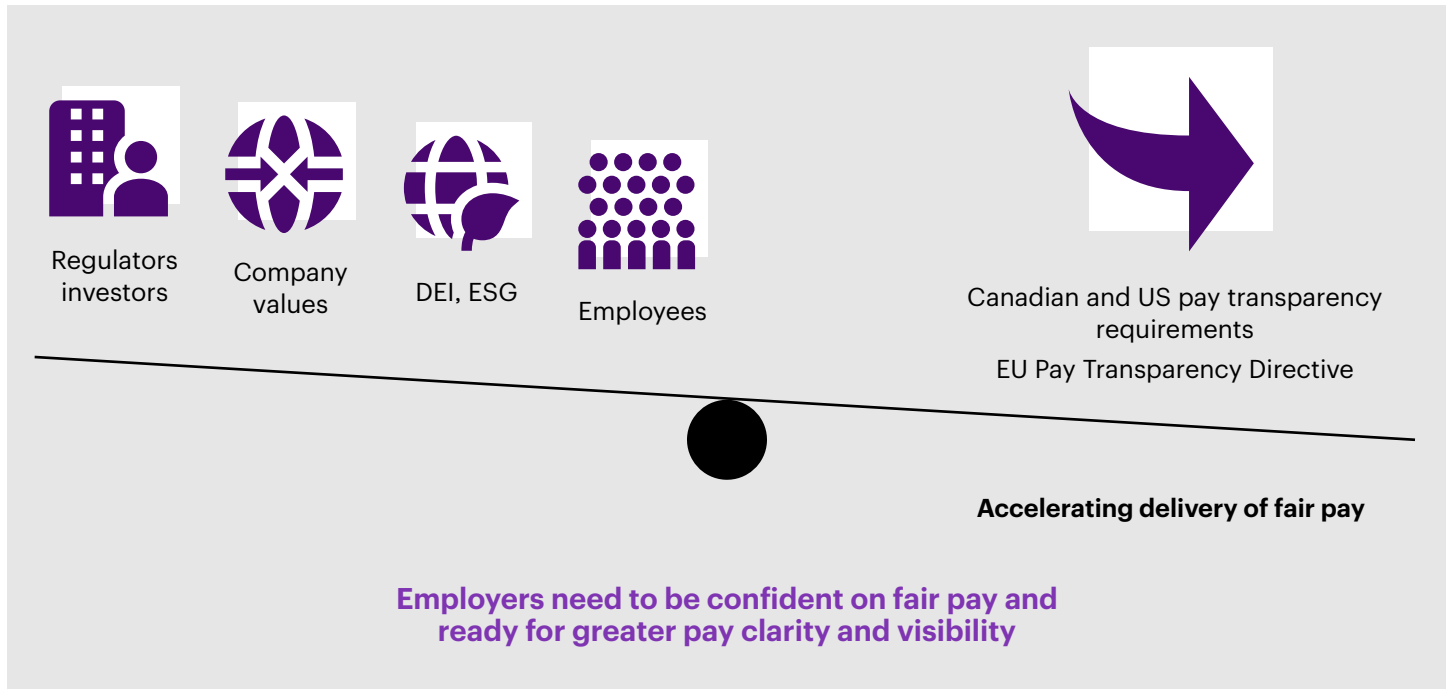 Regulators
investors
Company
values
DEI, ESG
Employees
Canadian and US pay transparency
requirements
EU Pay Transparency Directive
Accelerating delivery of fair pay
Employers need to be confident on fair pay and
ready for greater pay clarity and visibility